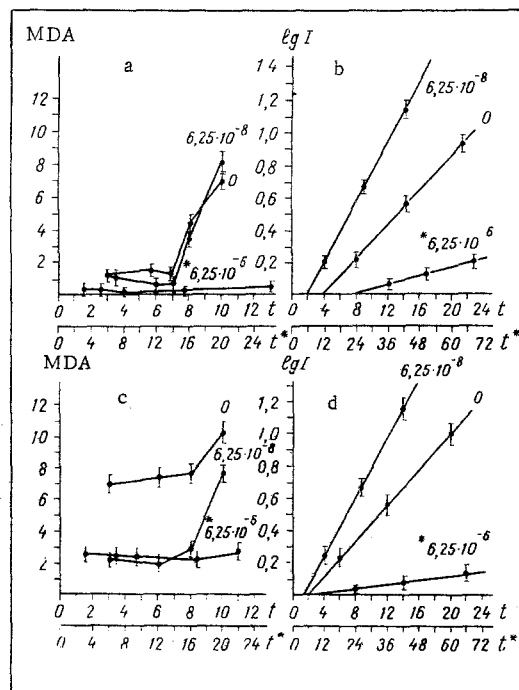 MDA
lg I
a
b
12
10
8
6
4
2
6,25·10⁻⁸
0
*6,25·10⁻⁶
0 2 4 6 8 10 12 t
0 4 8 12 16 20 24 t*
1.4
1,2
1,0
0,8
0,6
0,4
0,2
6,25·10⁻⁸
0
*6,25·10⁶
0 4 8 12 16 20 24 t
0 12 24 36 48 60 72 t*
MDA
lg I
c
d
12
10
8
6
4
2
0
6,25·10⁻⁸
*6,25·10⁻⁶
0 2 4 6 8 10 12 t
0 4 8 12 16 20 24 t*
1,2
1,0
0,8
0,6
0,4
0,2
6,25·10⁻⁸
0
*6,25·10⁻⁶
0 4 8 12 16 20 24 t
0 12 24 36 48 60 72 t*